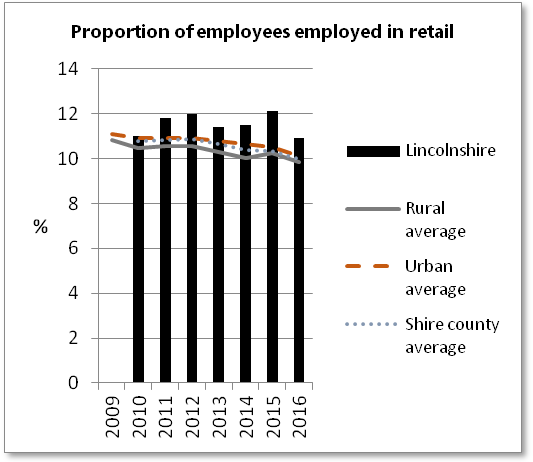 Proportion of employees employed in retail
14
12
10
8
6
4
2
0
%
2009
2010
2011
2012
2013
2014
2015
2016
Lincolnshire
Rural
average
Urban
average
Shire county
average